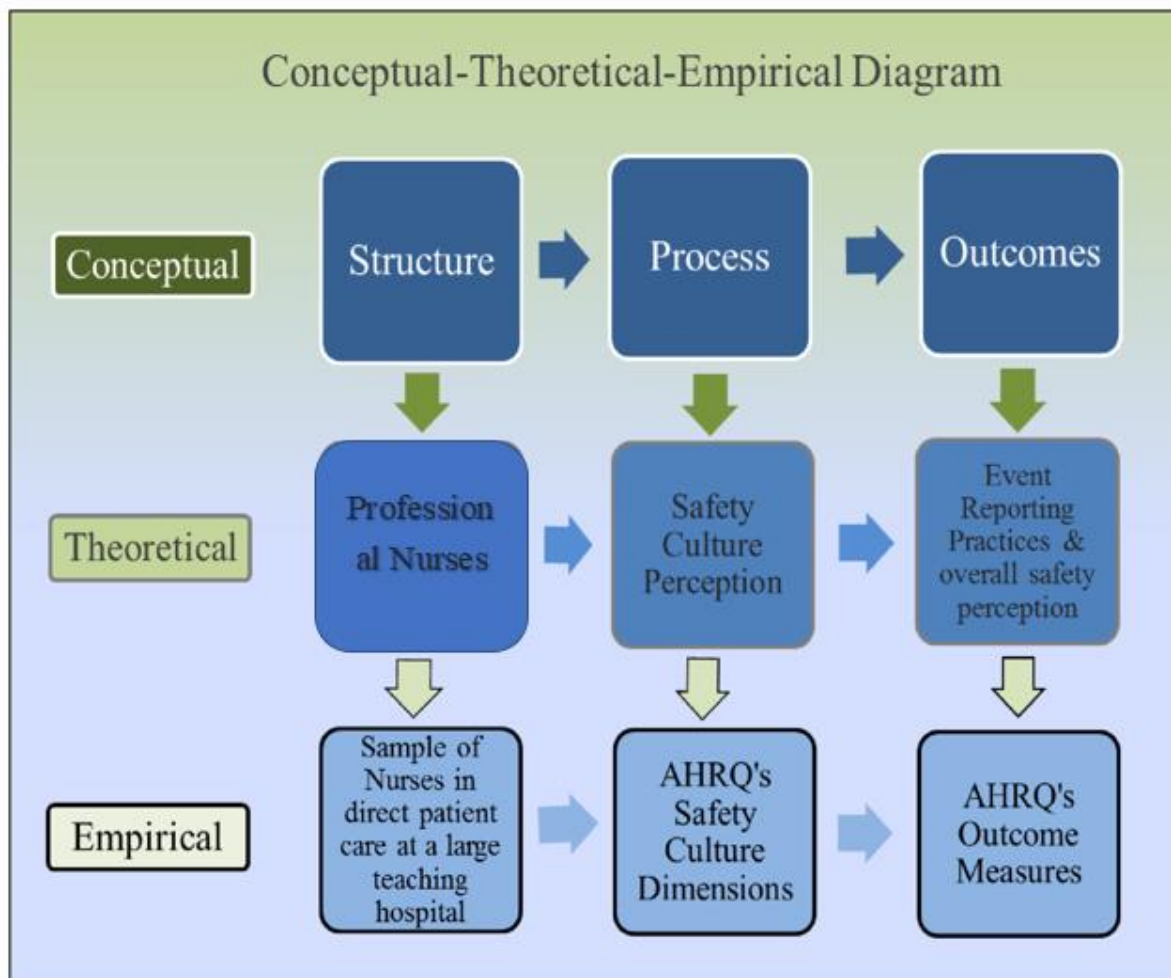 Conceptual-Theoretical-Empirical Diagram
Conceptual
Structure
Process
Outcomes
Theoretical
Profession
al Nurses
Safety
Culture
Perception
Event
Reporting
Practices &
overall safety
perception
Empirical
Sample of
Nurses in
direct patient
care at a large
teaching
hospital
AHRQ's
Safety
Culture
Dimensions
AHRQ's
Outcome
Measures